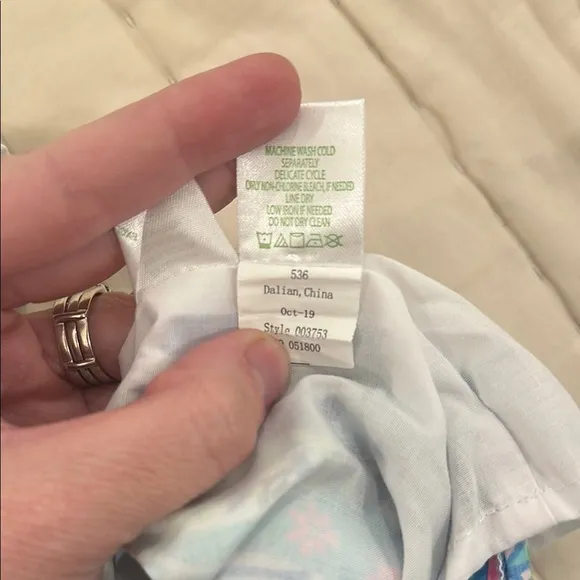 MACHINE WASH COLD
SEPARATELY
DELICATE CYCLE
ONLY NON-CHLORINE BLEACH, IF NEEDED
LINE DRY
LOW IRON IF NEEDED
DO NOT DRY CLEAN
536
Dalian, China
Oct-19
Style 003753
051800